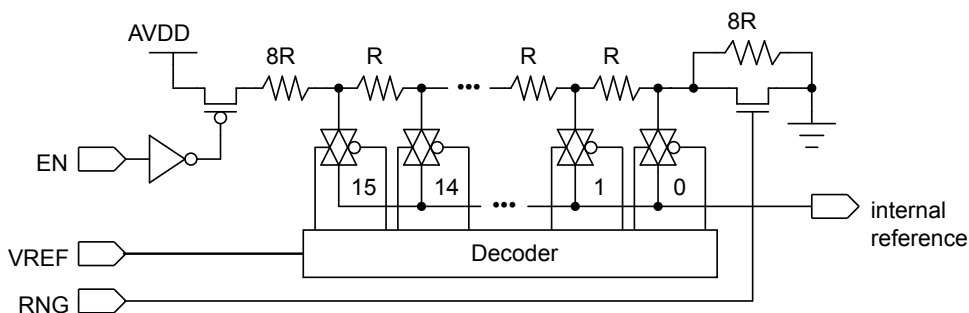 AVDD
8R
R
•••
R
R
8R
EN
15
14
•••
1
0
internal
reference
VREF
Decoder
RNG